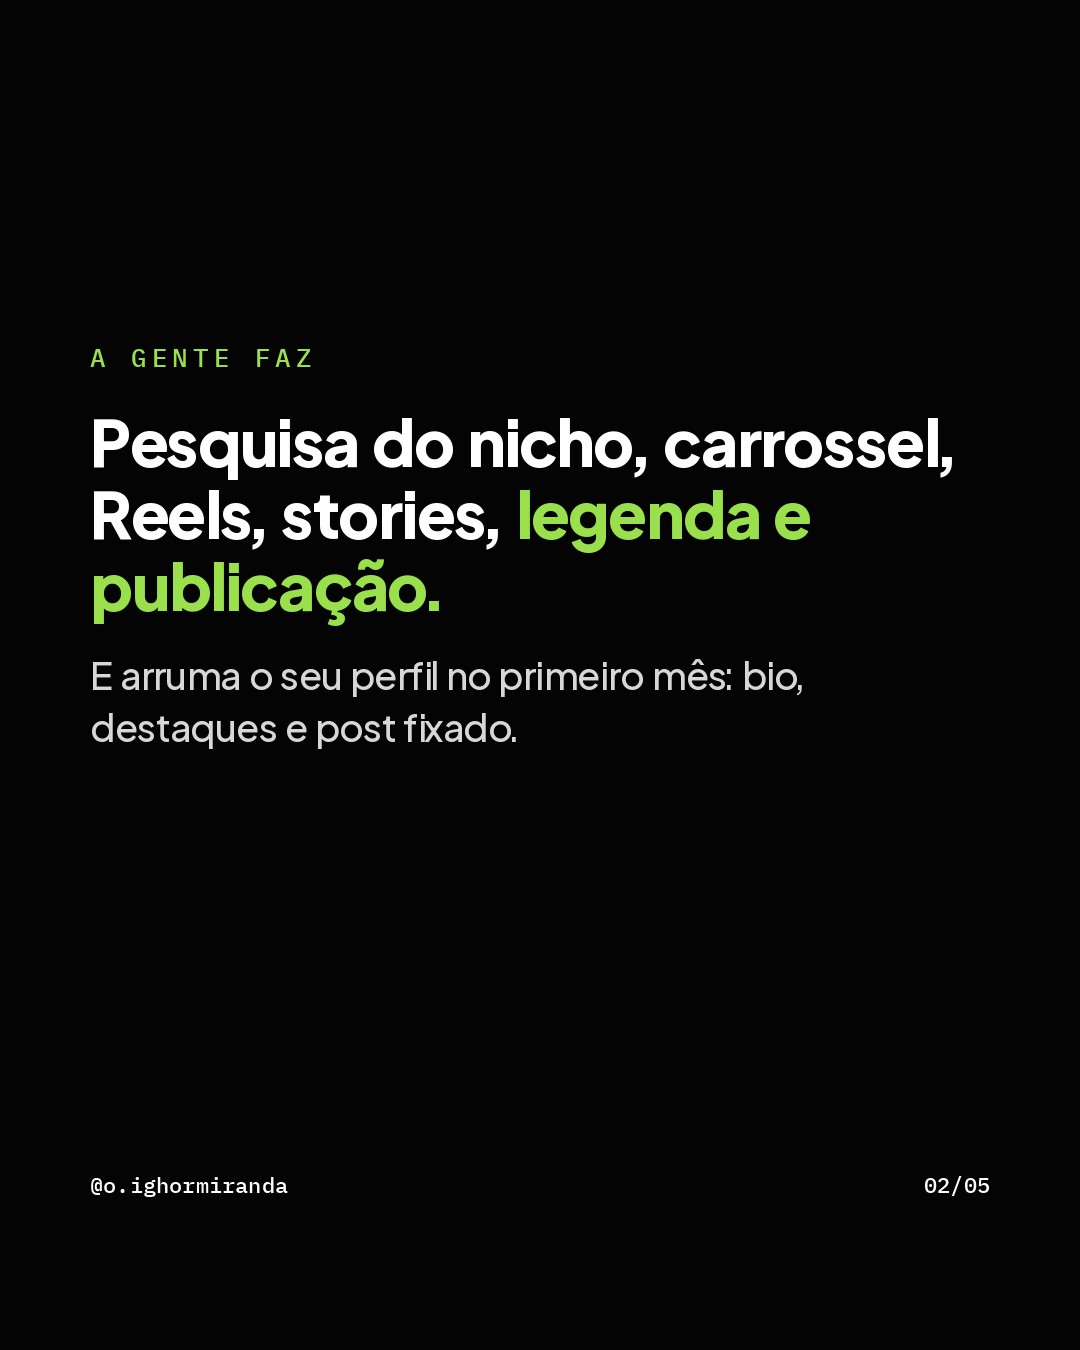 A GENTE FAZ
Pesquisa do nicho, carrossel,
Reels, stories, legenda e
publicação.
E arruma o seu perfil no primeiro mês: bio,
destaques e post fixado.
@o.ighormiranda
02/05